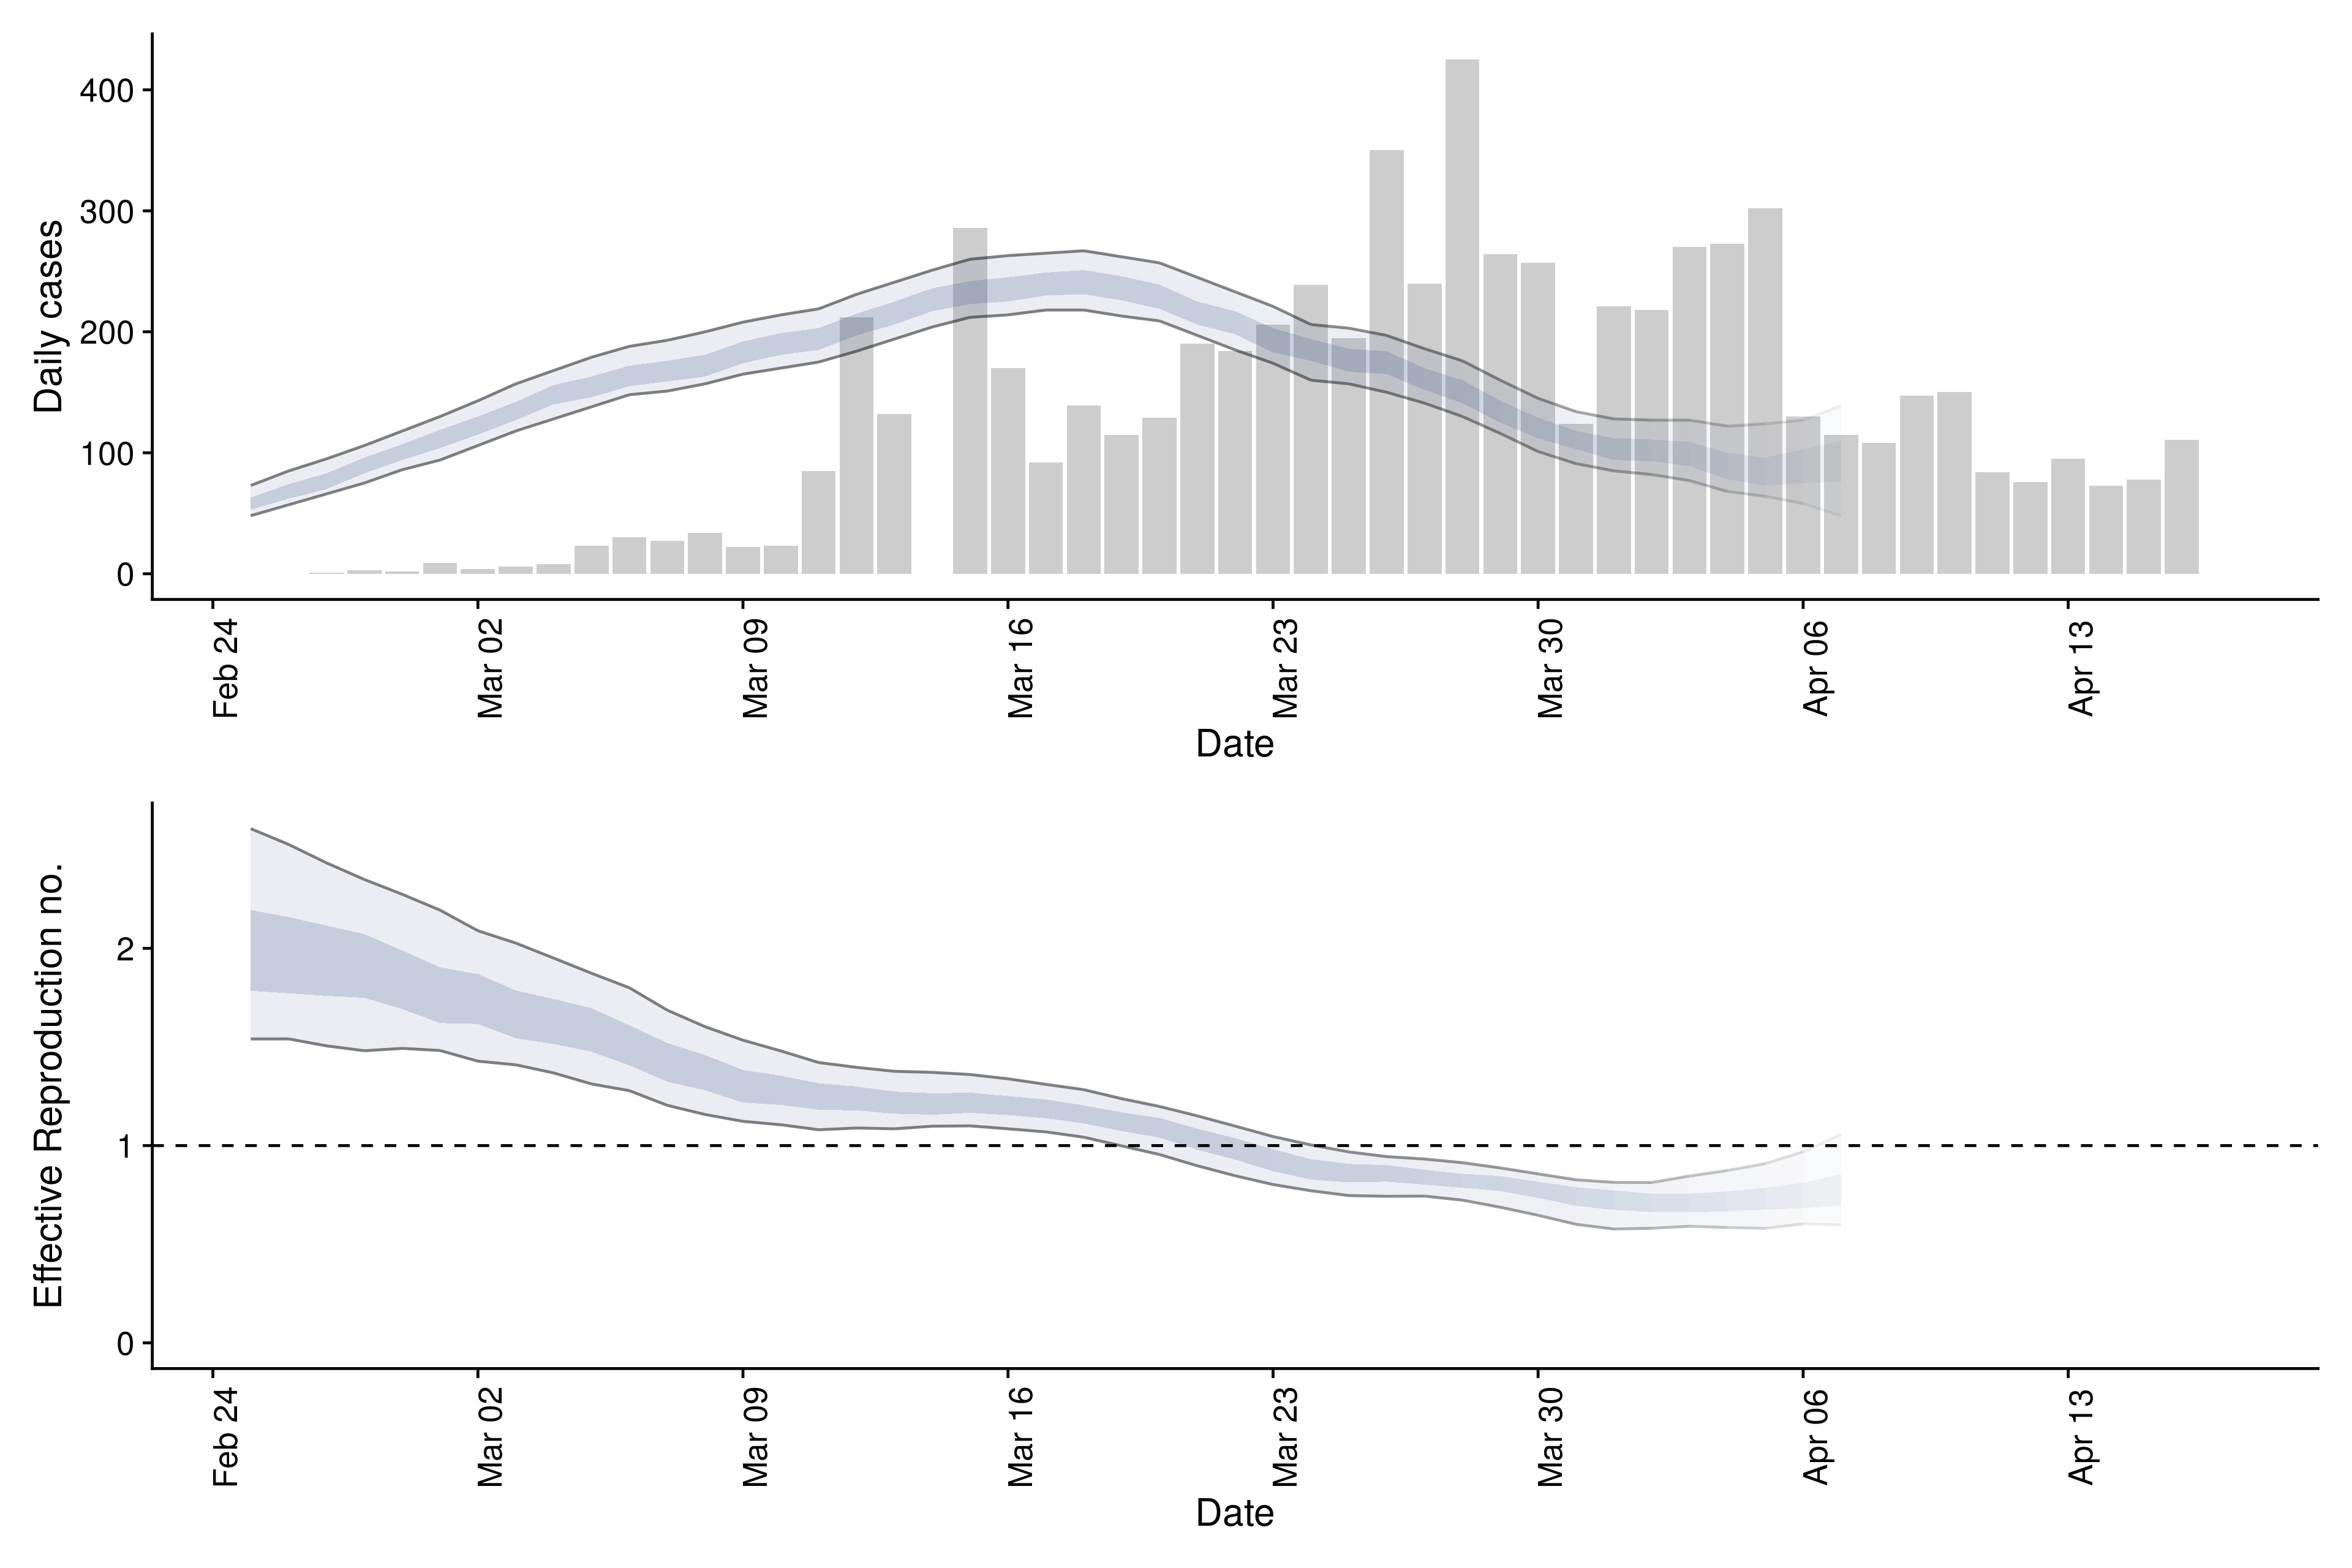 Daily cases
400
300
200
100
0
Feb 24
Mar 02
Mar 09
Mar 16
Mar 23
Mar 30
Apr 06
Apr 13
Date
Effective Reproduction no.
2
1
0
Feb 24
Mar 02
Mar 09
Mar 16
Mar 23
Mar 30
Apr 06
Apr 13
Date